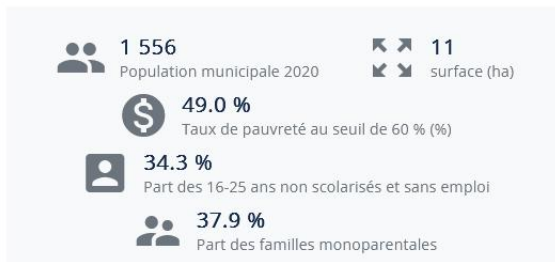 1 556
Population municipale 2020
11
surface (ha)
49.0 %
Taux de pauvreté au seuil de 60 % (%)
34.3 %
Part des 16-25 ans non scolarisés et sans emploi
37.9 %
Part des familles monoparentales